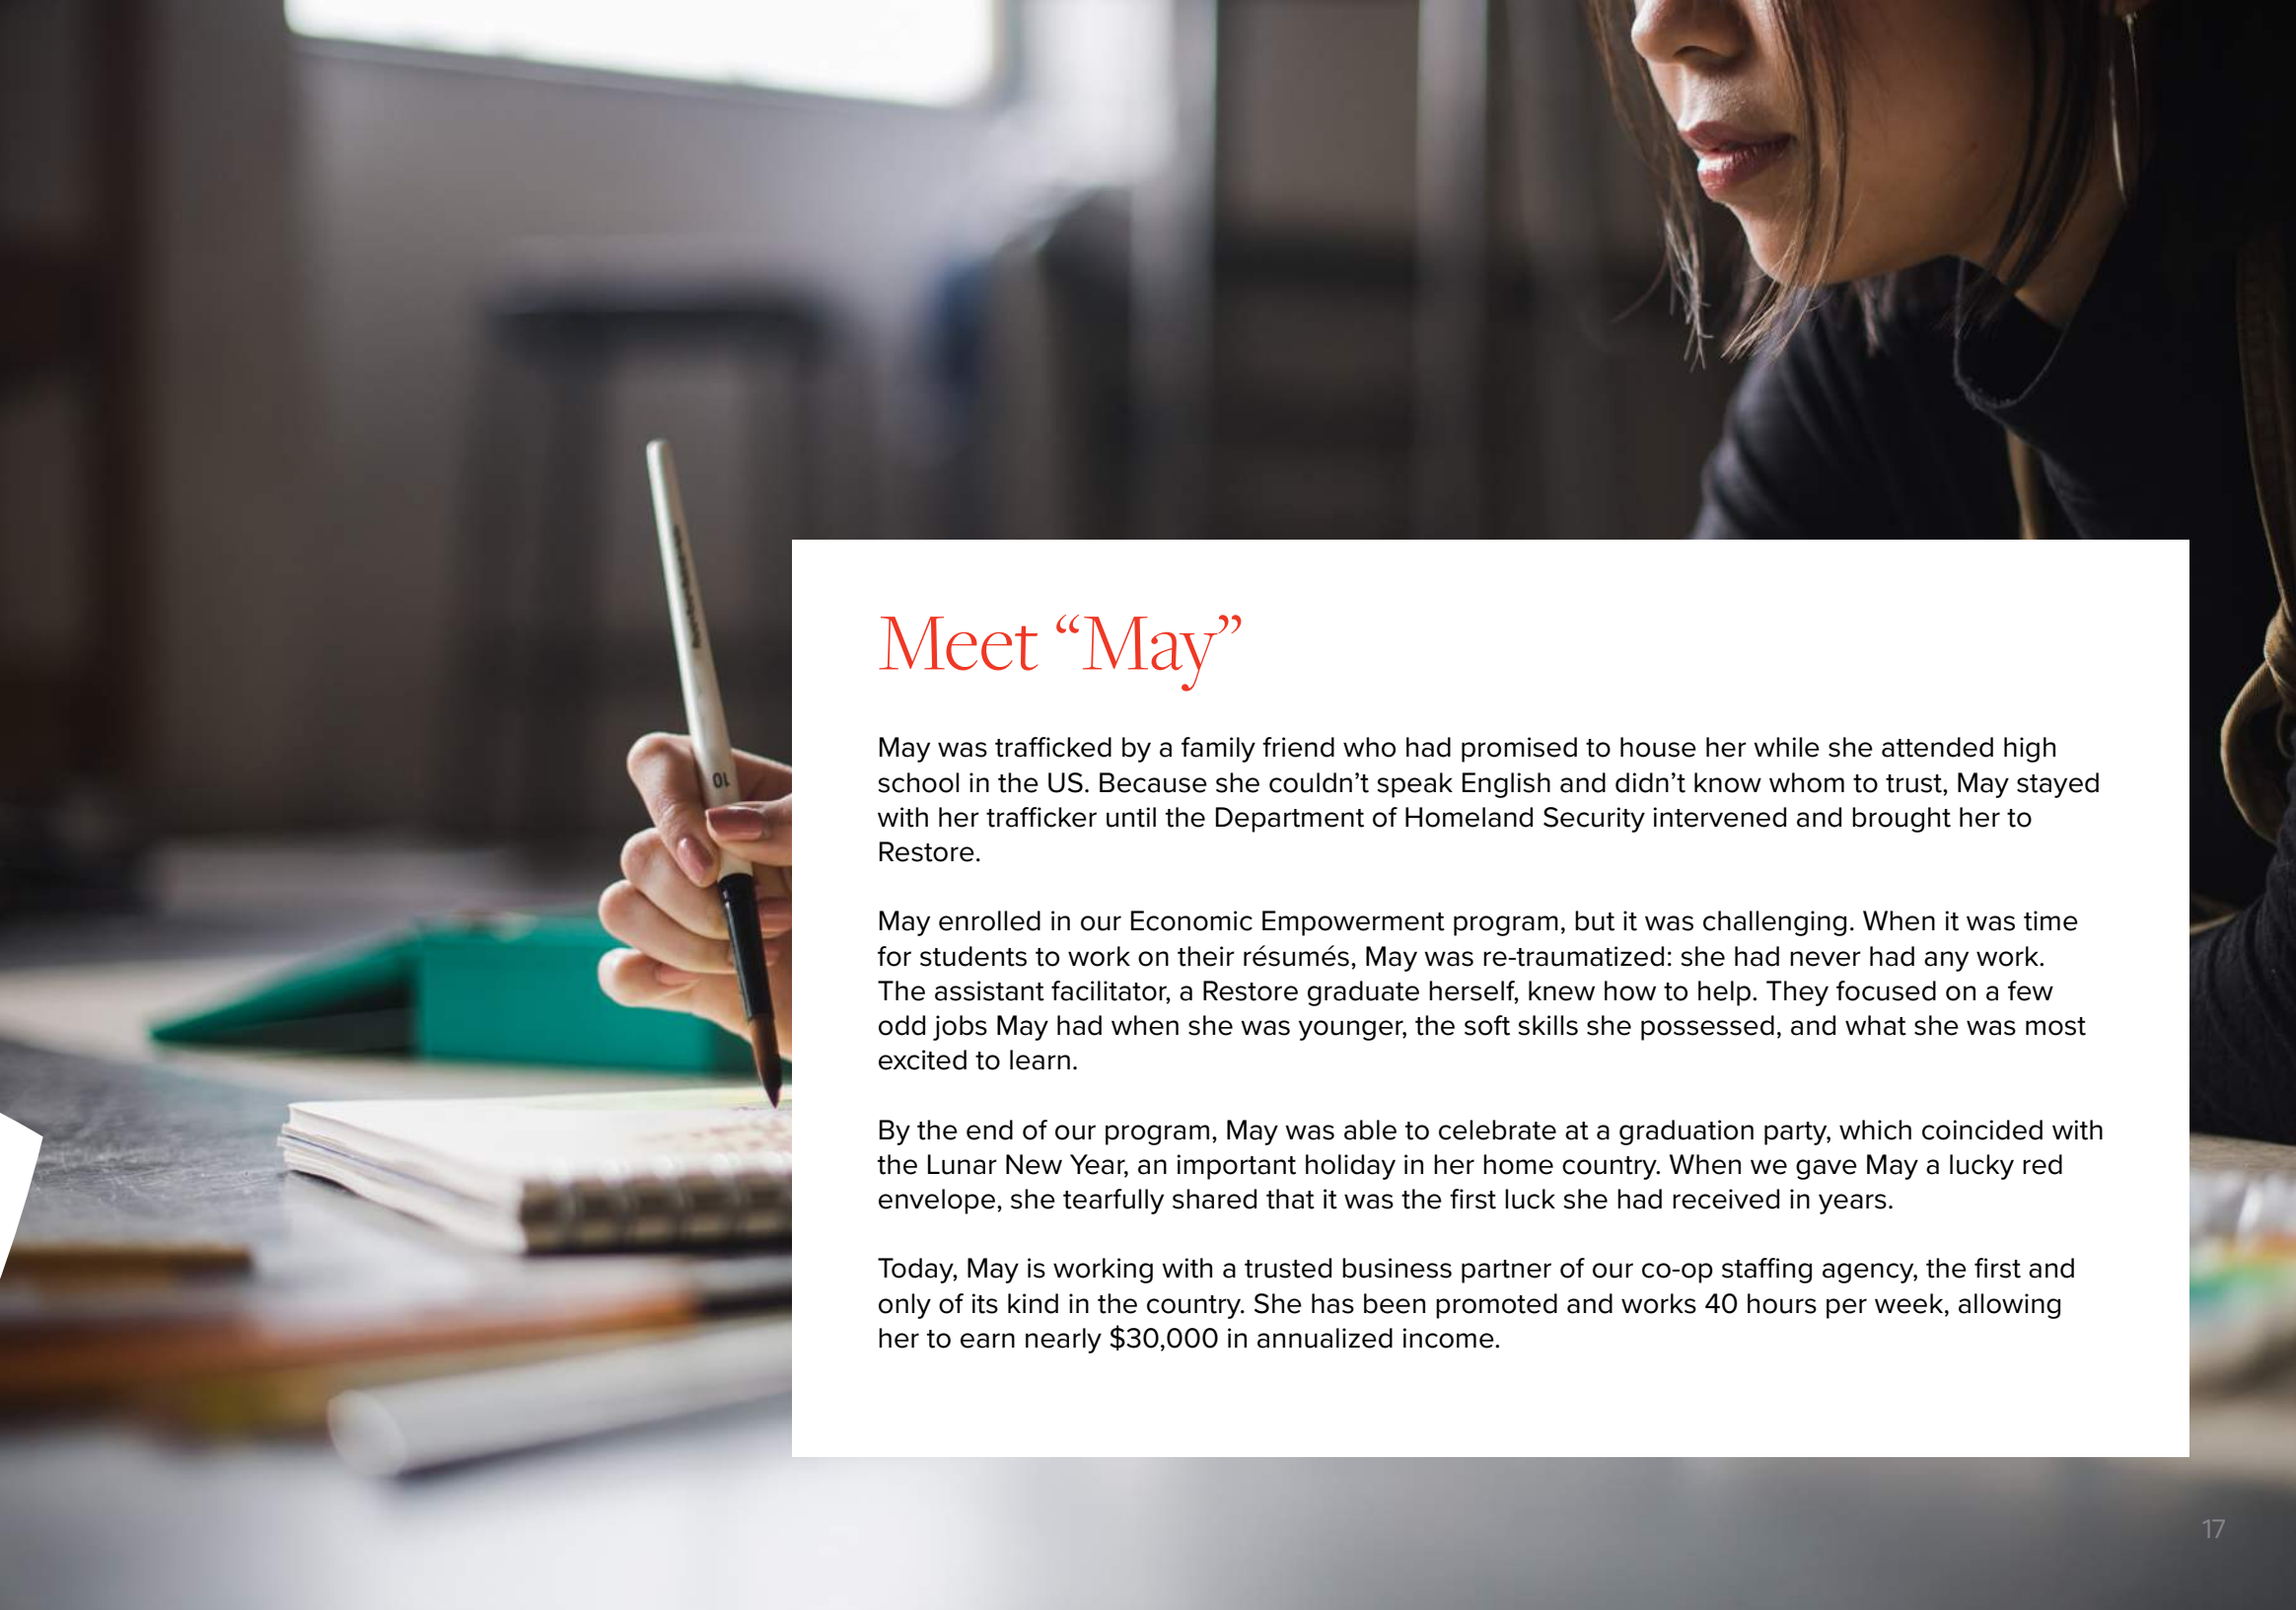 Meet “May”
May was trafficked by a family friend who had promised to house her while she attended high
school in the US. Because she couldn’t speak English and didn’t know whom to trust, May stayed
with her trafficker until the Department of Homeland Security intervened and brought her to
Restore.
May enrolled in our Economic Empowerment program, but it was challenging. When it was time
for students to work on their résumés, May was re-traumatized: she had never had any work.
The assistant facilitator, a Restore graduate herself, knew how to help. They focused on a few
odd jobs May had when she was younger, the soft skills she possessed, and what she was most
excited to learn.
By the end of our program, May was able to celebrate at a graduation party, which coincided with
the Lunar New Year, an important holiday in her home country. When we gave May a lucky red
envelope, she tearfully shared that it was the first luck she had received in years.
Today, May is working with a trusted business partner of our co-op staffing agency, the first and
only of its kind in the country. She has been promoted and works 40 hours per week, allowing
her to earn nearly $30,000 in annualized income.
10
17